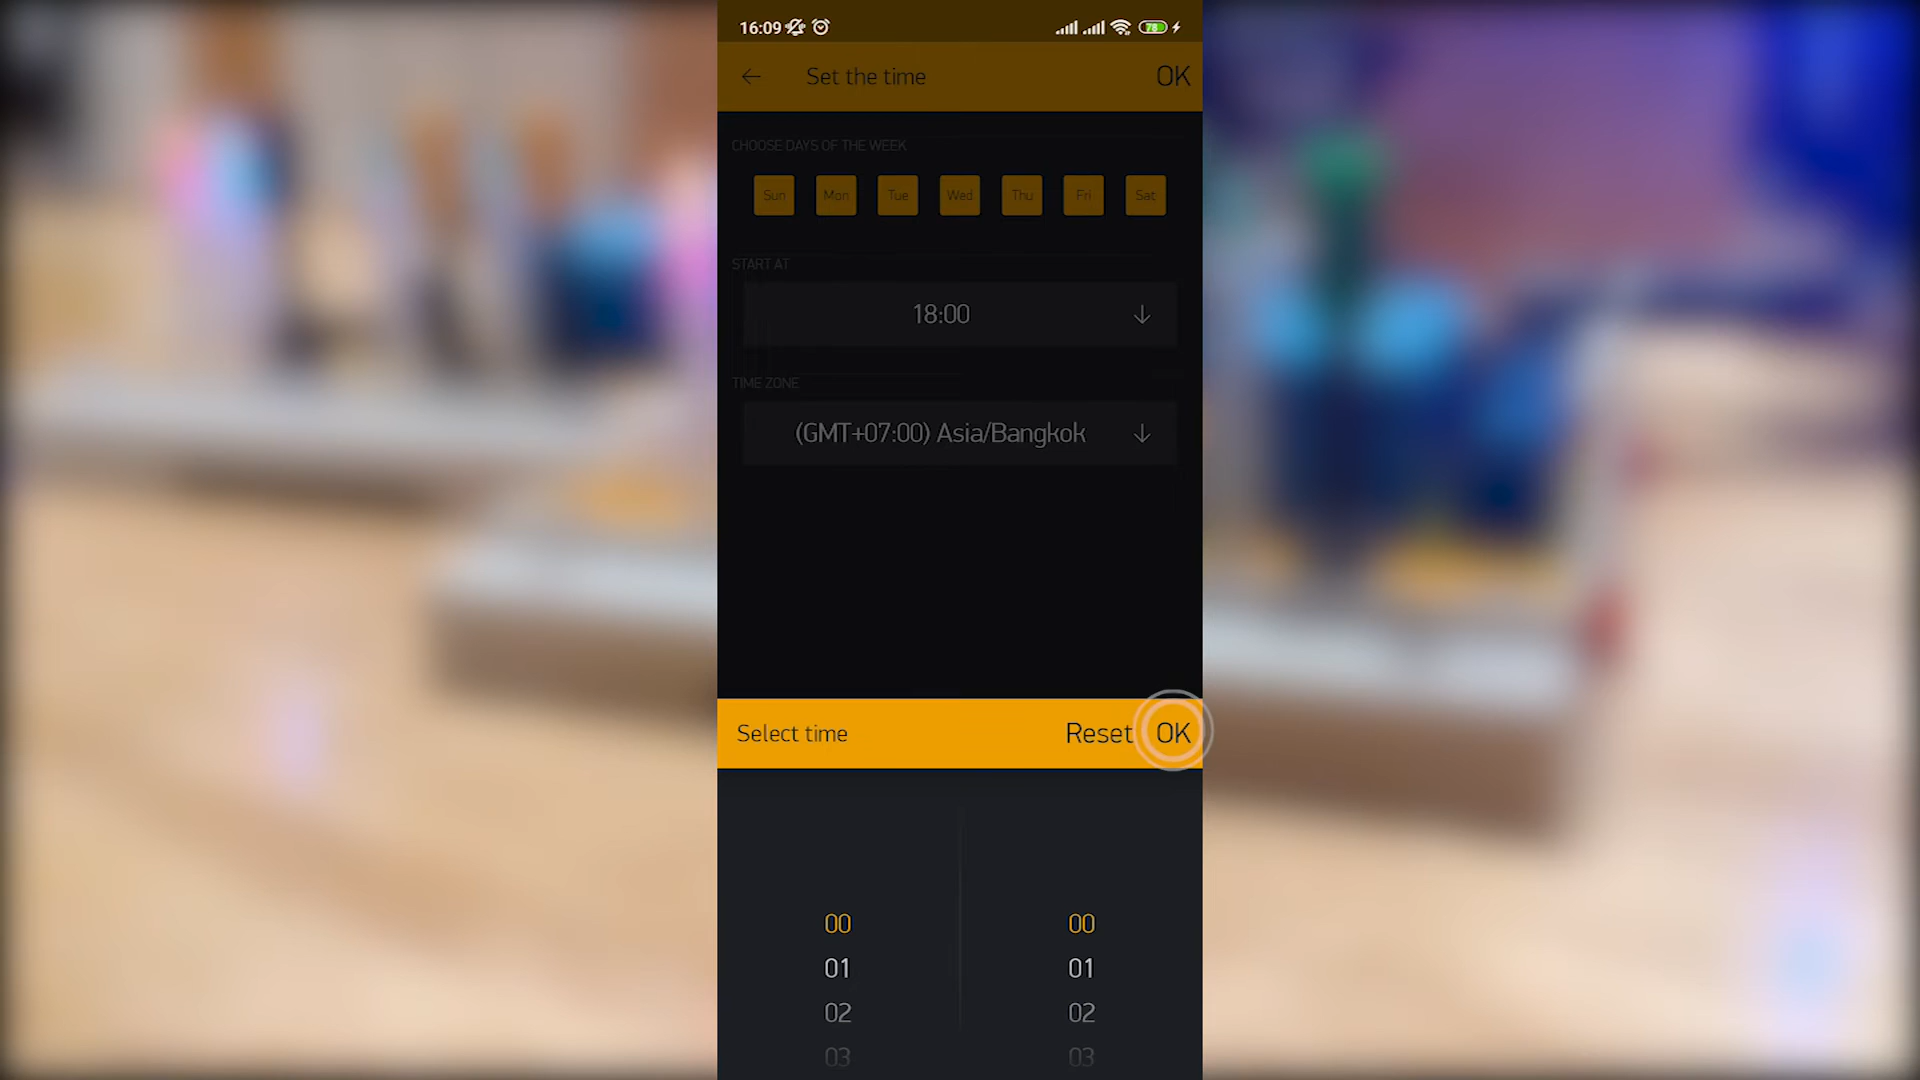 16:09 78
Set the time OK
CHOOSE DAYS OF THE WEEK
Sun Mon Tue Wed Thu Fri Sat
START AT
18:00
TIME ZONE
(GMT+07:00) Asia/Bangkok
Select time Reset OK
00 00
01 01
02 02
03 03